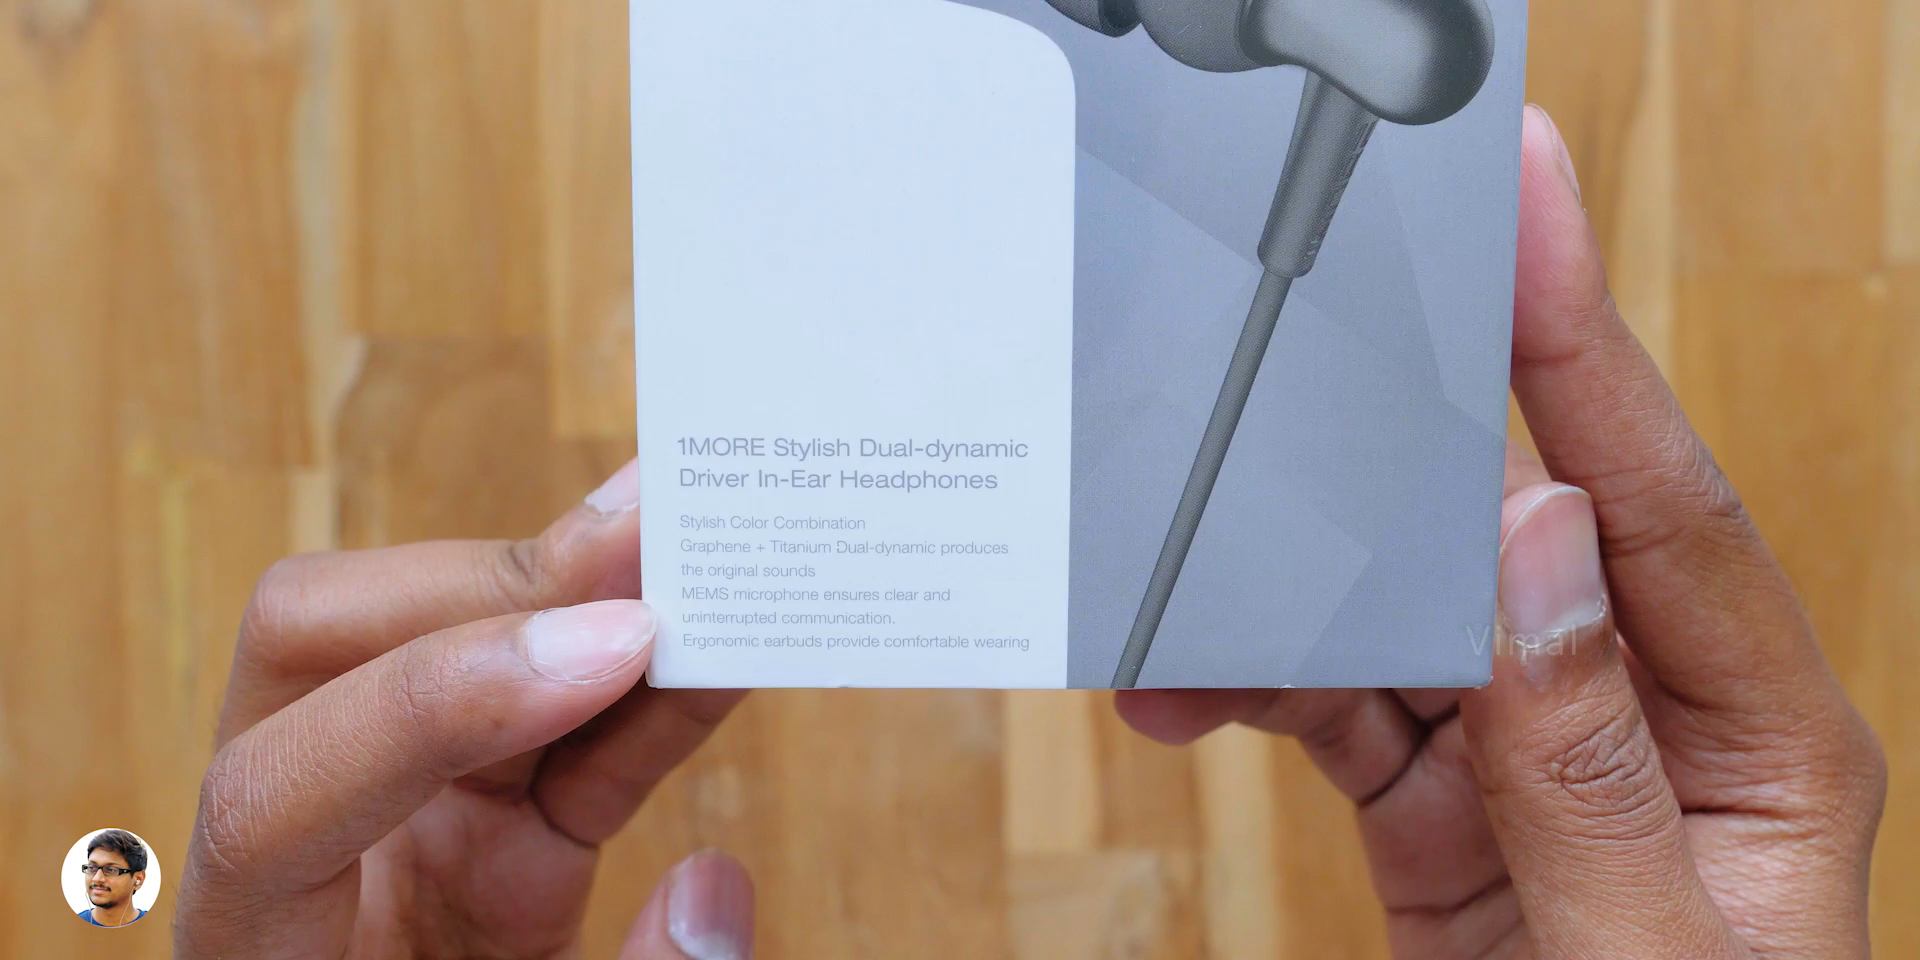 1MORE Stylish Dual-dynamic
Driver In-Ear Headphones
Stylish Color Combination
Graphene + Titanium Dual-dynamic produces
the original sounds
MEMS microphone ensures clear and
uninterrupted communication.
Ergonomic earbuds provide comfortable wearing
Vimal